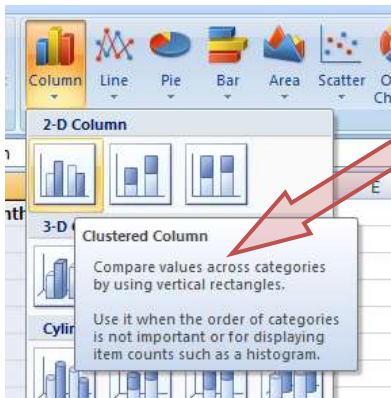 Column Line Pie Bar Area Scatter O
Ch
2-D Column
E
nth
3-D
Clustered Column
Compare values across categories
by using vertical rectangles.
Use it when the order of categories
is not important or for displaying
item counts such as a histogram.
Cylin